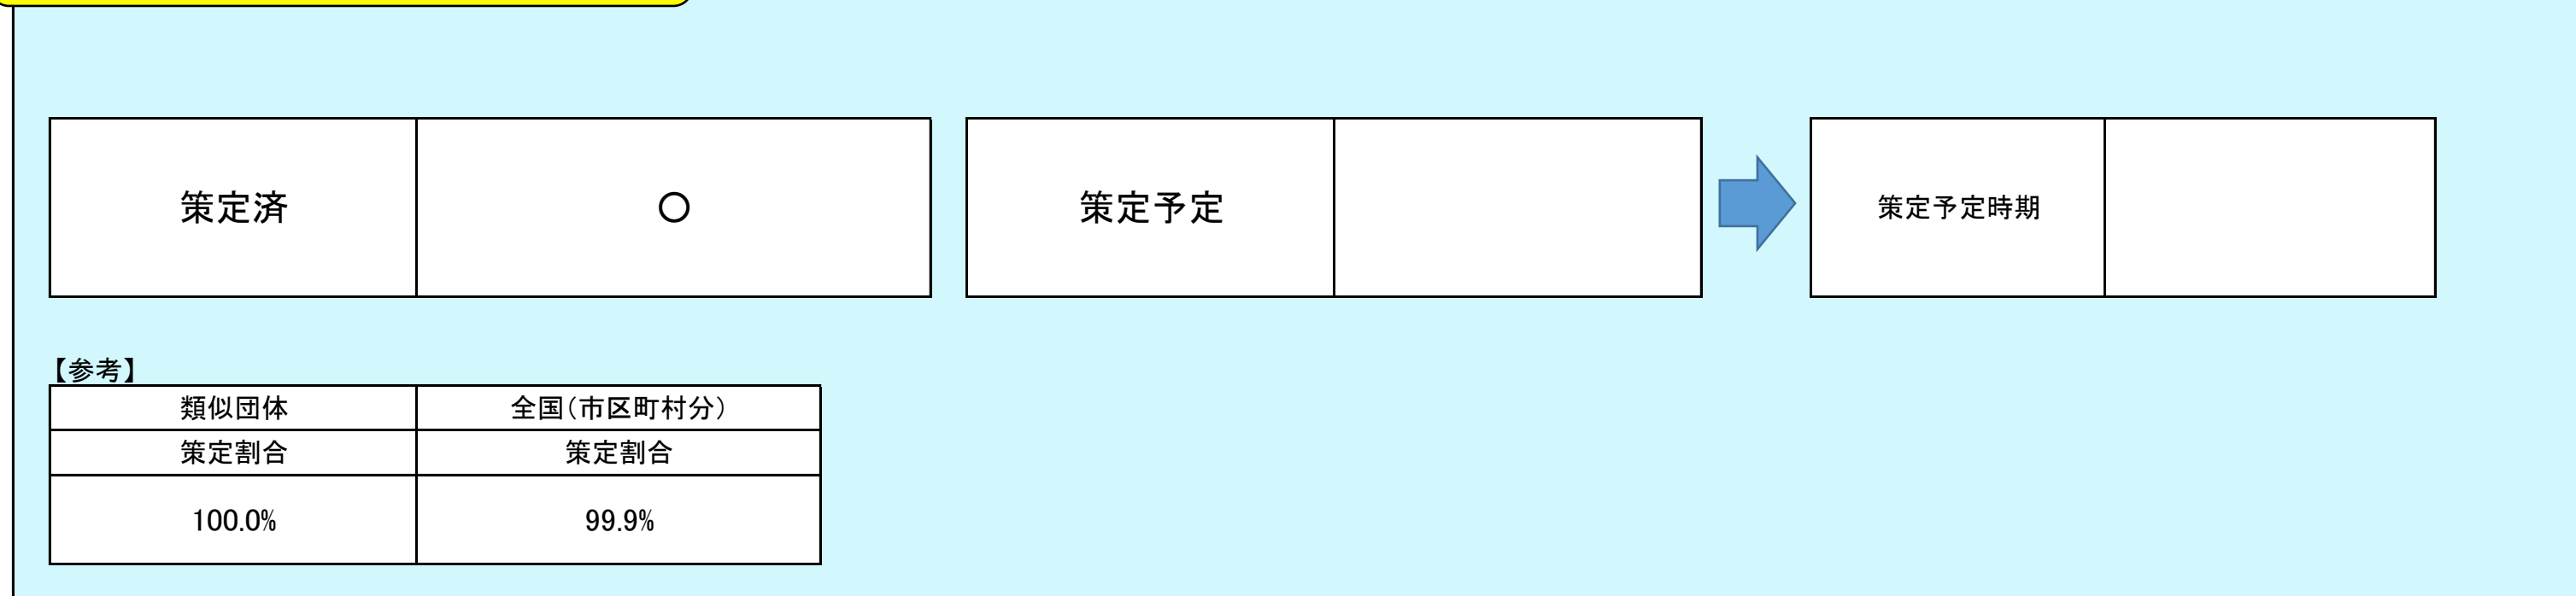 策定済 ○ 策定予定 策定予定時期
【参考】
類似団体 全国(市区町村分)
策定割合 策定割合
100.0% 99.9%